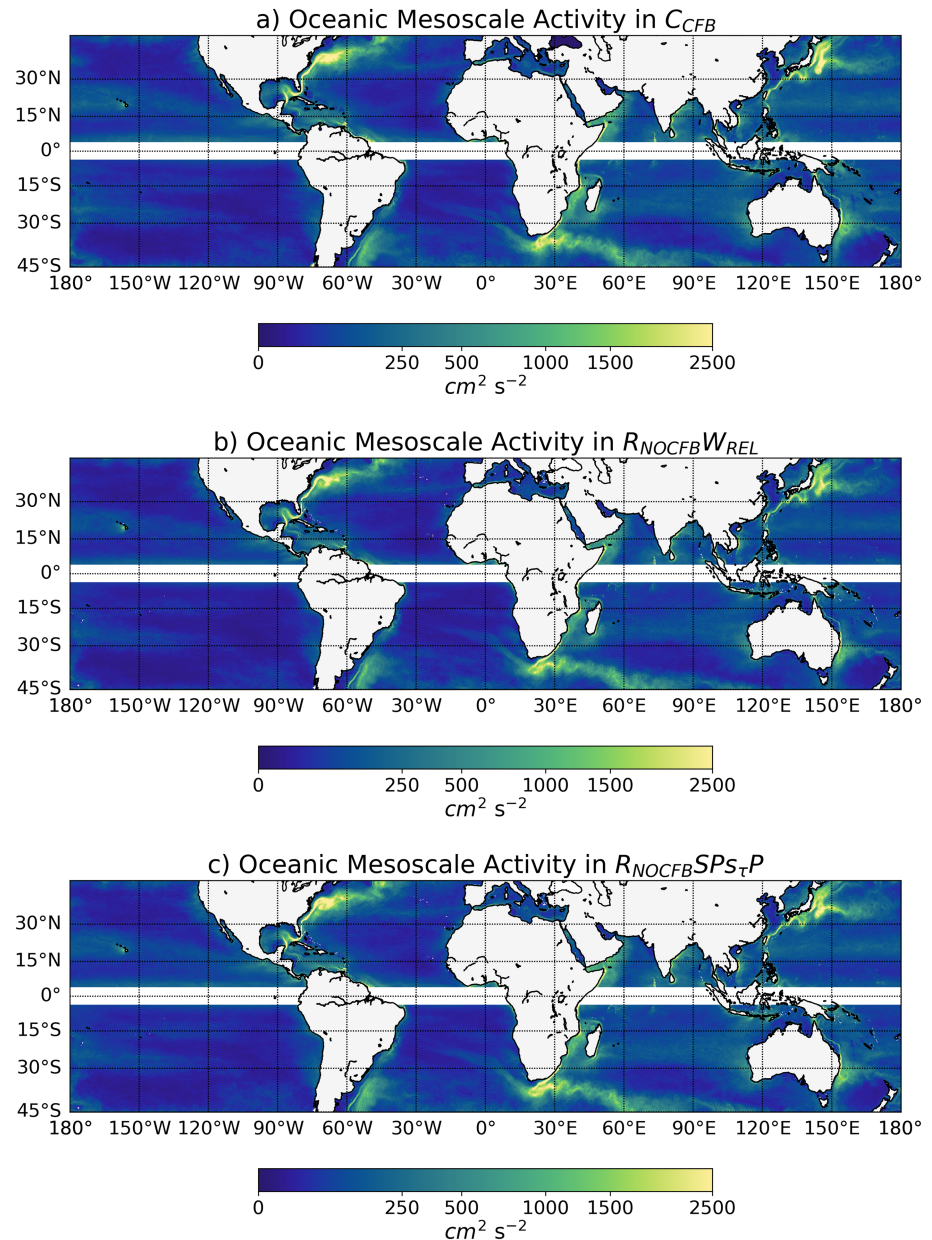 a) Oceanic Mesoscale Activity in C_CFB
30°N
15°N
0°
15°S
30°S
45°S
180° 150°W 120°W 90°W 60°W 30°W 0° 30°E 60°E 90°E 120°E 150°E 180°
0 250 500 1000 1500 2500
cm² s⁻²
b) Oceanic Mesoscale Activity in R_NOCFBW_REL
30°N
15°N
0°
15°S
30°S
45°S
180° 150°W 120°W 90°W 60°W 30°W 0° 30°E 60°E 90°E 120°E 150°E 180°
0 250 500 1000 1500 2500
cm² s⁻²
c) Oceanic Mesoscale Activity in R_NOCFBSPs_τP
30°N
15°N
0°
15°S
30°S
45°S
180° 150°W 120°W 90°W 60°W 30°W 0° 30°E 60°E 90°E 120°E 150°E 180°
0 250 500 1000 1500 2500
cm² s⁻²